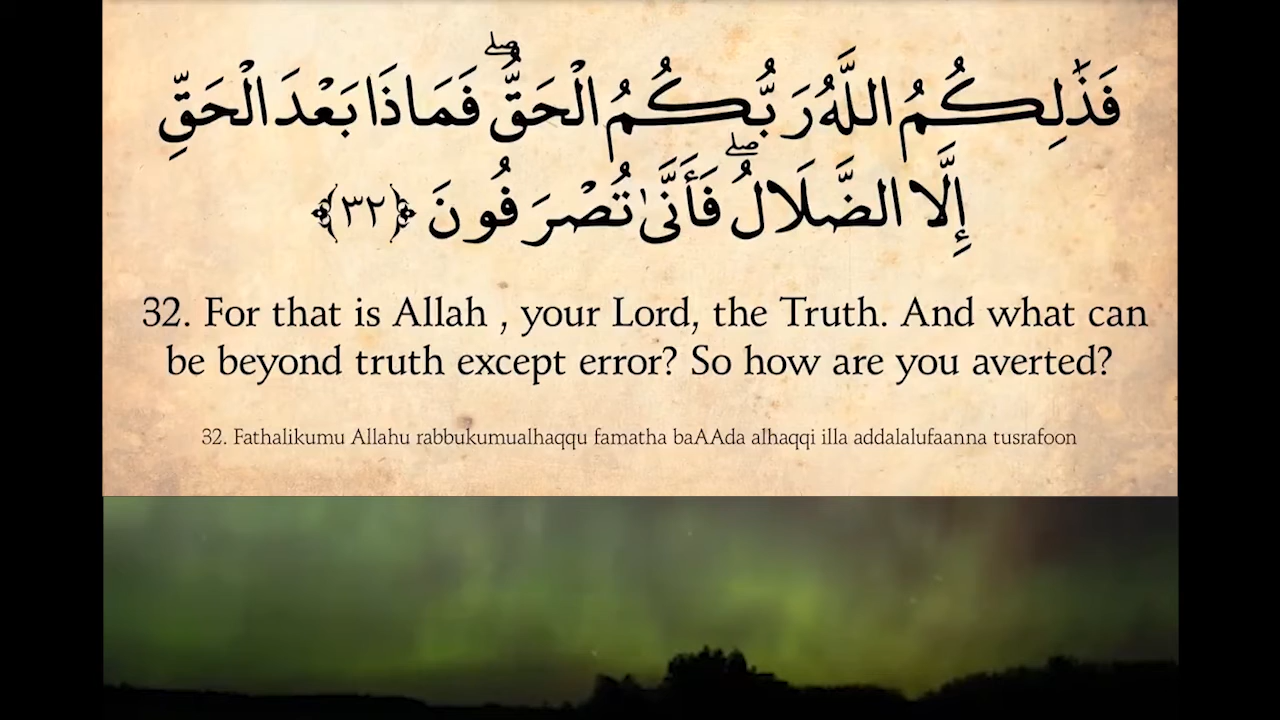 فَذَٰلِكُمُ اللَّهُ رَبُّكُمُ الْحَقُّ ۖ فَمَاذَا بَعْدَ الْحَقِّ
إِلَّا الضَّلَالُ ۖ فَأَنَّىٰ تُصْرَفُونَ ﴿٣٢﴾
32. For that is Allah , your Lord, the Truth. And what can
be beyond truth except error? So how are you averted?
32. Fathalikumu Allahu rabbukumualhaqqu famatha baAAda alhaqqi illa addalalufaanna tusrafoon